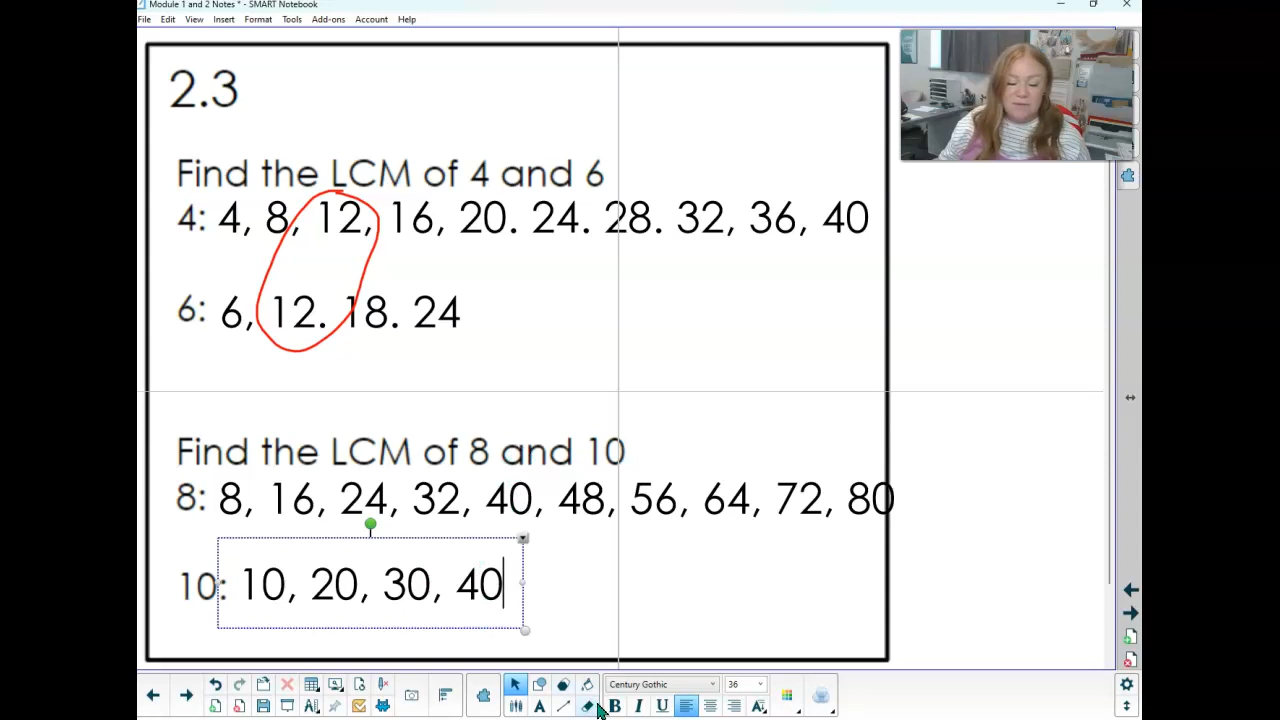 Module 1 and 2 Notes * - SMART Notebook
File Edit View Insert Format Tools Add-ons Account Help
2.3
Find the LCM of 4 and 6
4: 4, 8, 12, 16, 20. 24. 28. 32, 36, 40
6: 6, 12. 18. 24
Find the LCM of 8 and 10
8: 8, 16, 24, 32, 40, 48, 56, 64, 72, 80
10: 10, 20, 30, 40
Century Gothic 36
A B I U A